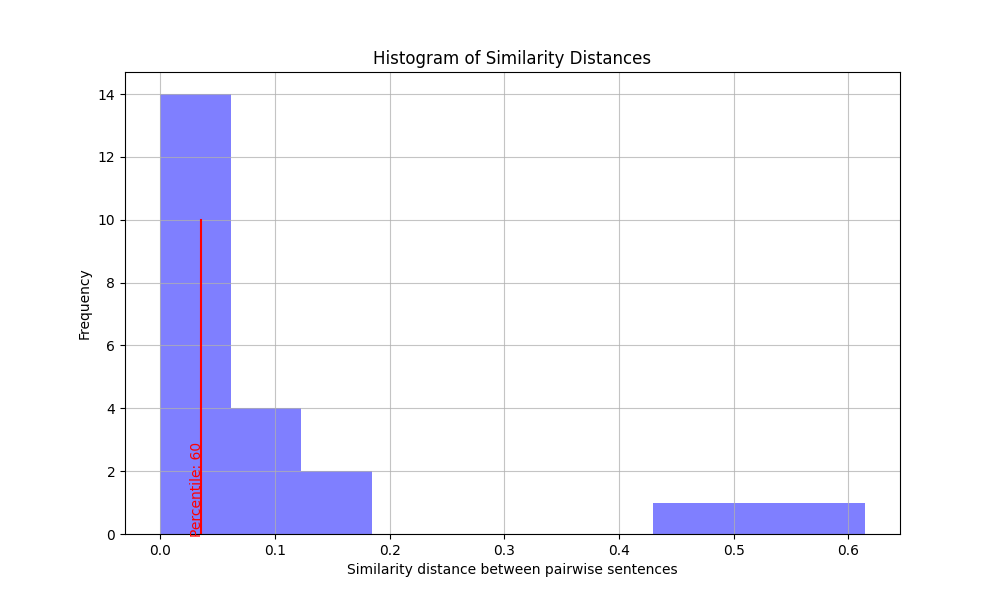 Histogram of Similarity Distances
14
12
10
8
6
4
2
0
Frequency
Percentile: 60
0.0 0.1 0.2 0.3 0.4 0.5 0.6
Similarity distance between pairwise sentences